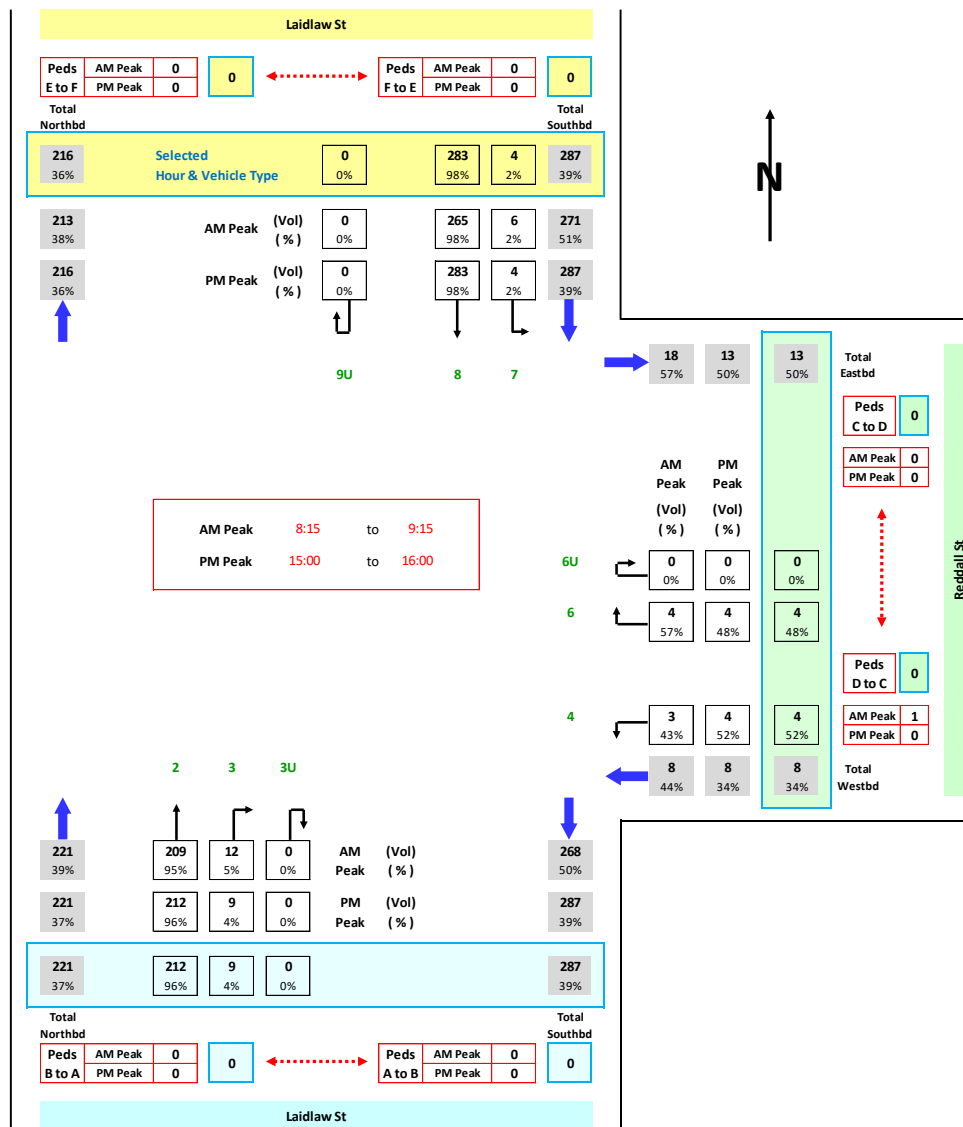 Laidlaw St
Peds E to F AM Peak 0 PM Peak 0 0
Peds F to E AM Peak 0 PM Peak 0 0
Total Northbd
Total Southbd
216 36% Selected Hour & Vehicle Type 0 0% 283 98% 4 2% 287 39%
213 38% AM Peak (Vol) ( % ) 0 0% 265 98% 6 2% 271 51%
216 36% PM Peak (Vol) ( % ) 0 0% 283 98% 4 2% 287 39%
9U 8 7
N
18 57% 13 50% 13 50% Total Eastbd
Peds C to D 0
AM Peak 0
PM Peak 0
AM Peak PM Peak
(Vol) ( % ) (Vol) ( % )
AM Peak 8:15 to 9:15
PM Peak 15:00 to 16:00
6U 0 0% 0 0% 0 0%
6 4 57% 4 48% 4 48%
Reddall St
Peds D to C 0
AM Peak 1
PM Peak 0
4 3 43% 4 52% 4 52%
8 44% 8 34% 8 34% Total Westbd
2 3 3U
221 39% 209 95% 12 5% 0 0% AM Peak (Vol) ( % ) 268 50%
221 37% 212 96% 9 4% 0 0% PM Peak (Vol) ( % ) 287 39%
221 37% 212 96% 9 4% 0 0% 287 39%
Total Northbd
Total Southbd
Peds B to A AM Peak 0 PM Peak 0 0
Peds A to B AM Peak 0 PM Peak 0 0
Laidlaw St